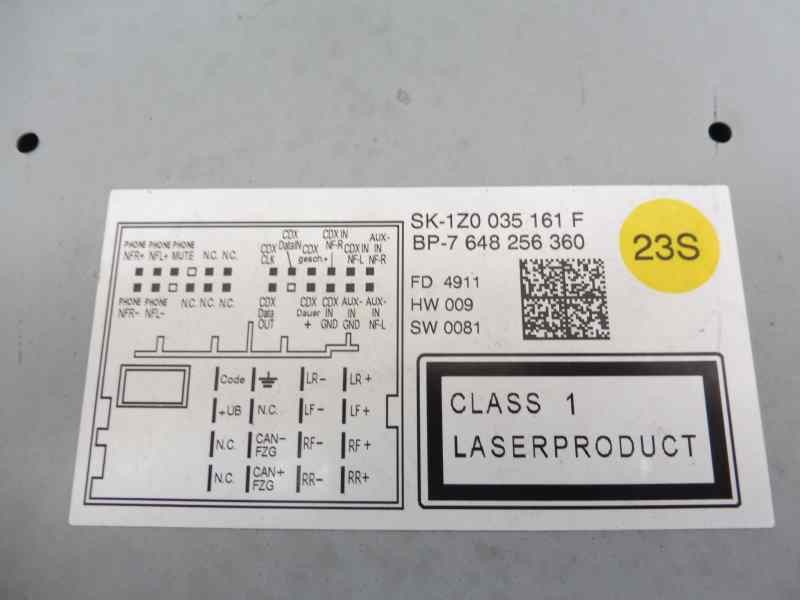 SK-1Z0 035 161 F
BP-7 648 256 360
23S
FD 4911
HW 009
SW 0081
CLASS 1
LASERPRODUCT
PHONE NFR+
PHONE NFL+
PHONE MUTE
N.C. N.C.
CDX CLK
CDX DataIN
CDX gesch.+
CDX IN NF-R
CDX IN NF-L
AUX-IN NF-R
PHONE NFR-
PHONE NFL-
N.C. N.C. N.C.
CDX Data OUT
CDX Dauer +
CDX IN GND
AUX-IN GND
AUX-IN NF-L
Code LR- LR+
+UB N.C. LF- LF+
N.C. CAN- FZG RF- RF+
N.C. CAN+ FZG RR- RR+